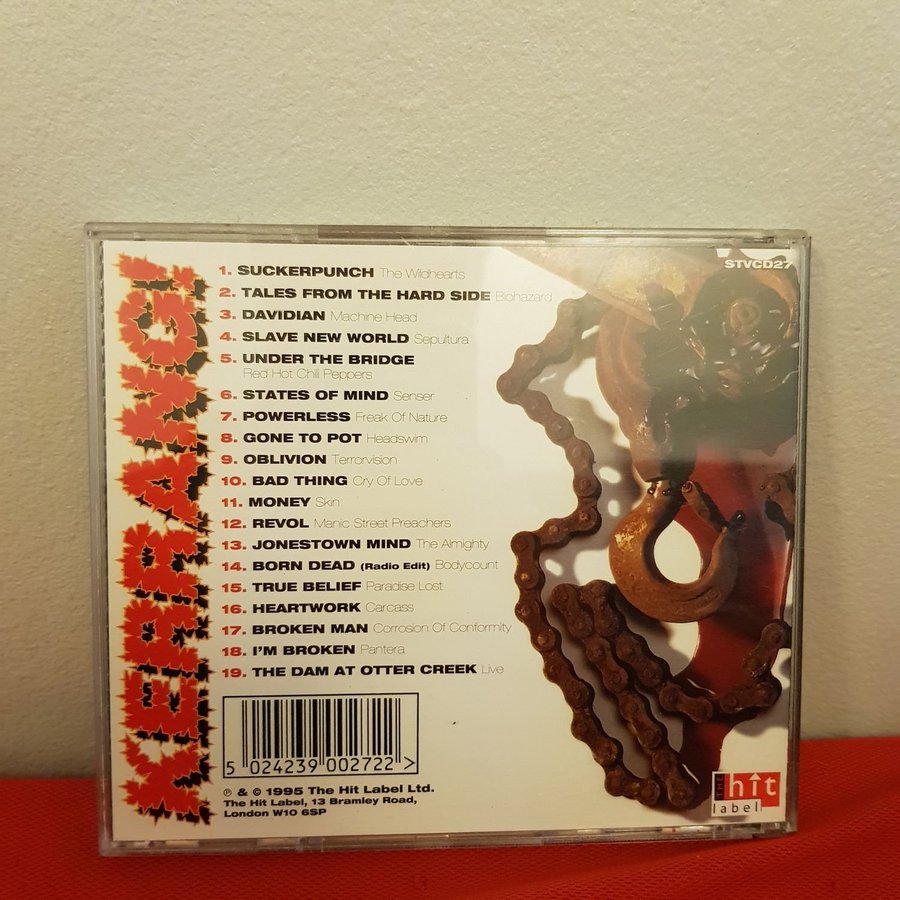 KERRANG!
STVCD27
1. SUCKERPUNCH The Wildhearts
2. TALES FROM THE HARD SIDE Biohazard
3. DAVIDIAN Machine Head
4. SLAVE NEW WORLD Sepultura
5. UNDER THE BRIDGE
Red Hot Chili Peppers
6. STATES OF MIND Senser
7. POWERLESS Freak Of Nature
8. GONE TO POT Headswim
9. OBLIVION Terrorvision
10. BAD THING Cry Of Love
11. MONEY Skin
12. REVOL Manic Street Preachers
13. JONESTOWN MIND The Almighty
14. BORN DEAD (Radio Edit) Bodycount
15. TRUE BELIEF Paradise Lost
16. HEARTWORK Carcass
17. BROKEN MAN Corrosion Of Conformity
18. I'M BROKEN Pantera
19. THE DAM AT OTTER CREEK Live
5 024239 002722 >
℗ & © 1995 The Hit Label Ltd.
The Hit Label, 13 Bramley Road,
London W10 6SP
THE hit
label